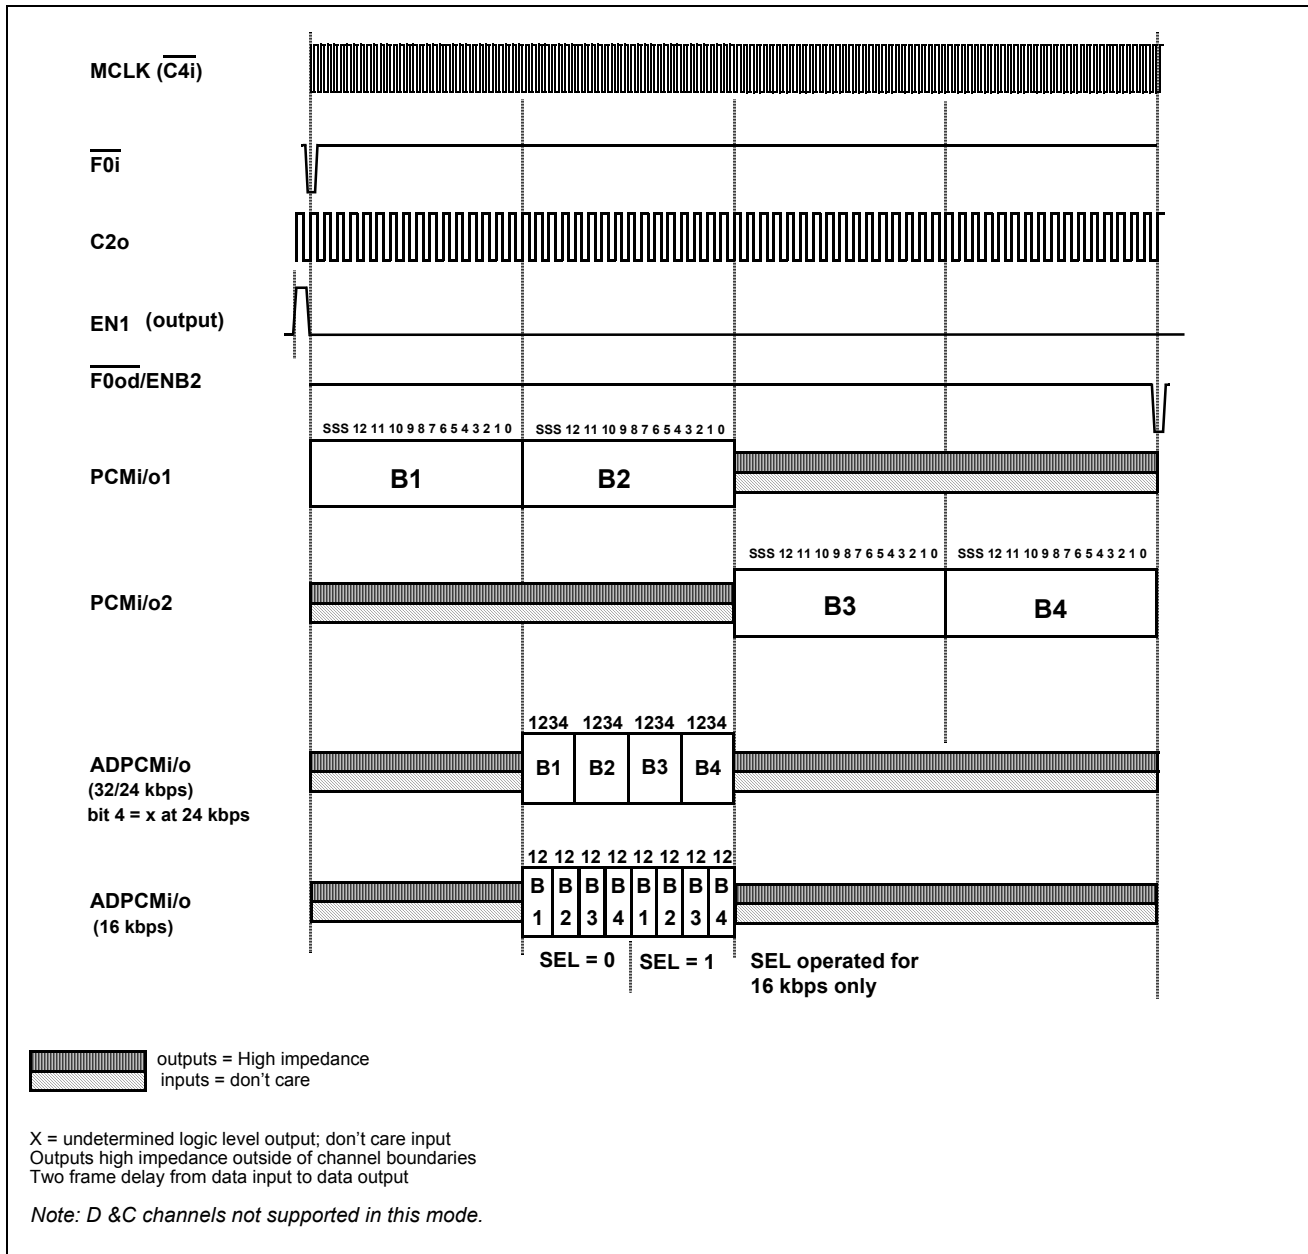 MCLK (C4i)
F0i
C2o
EN1 (output)
F0od/ENB2
SSS 12 11 10 9 8 7 6 5 4 3 2 1 0 SSS 12 11 10 9 8 7 6 5 4 3 2 1 0
PCMi/o1 B1 B2
SSS 12 11 10 9 8 7 6 5 4 3 2 1 0 SSS 12 11 10 9 8 7 6 5 4 3 2 1 0
PCMi/o2 B3 B4
1234 1234 1234 1234
ADPCMi/o B1 B2 B3 B4
(32/24 kbps)
bit 4 = x at 24 kbps
12 12 12 12 12 12 12 12
B B B B B B B B
ADPCMi/o
1 2 3 4 1 2 3 4
(16 kbps)
SEL = 0 SEL = 1 SEL operated for
16 kbps only
outputs = High impedance
inputs = don't care
X = undetermined logic level output; don't care input
Outputs high impedance outside of channel boundaries
Two frame delay from data input to data output
Note: D &C channels not supported in this mode.